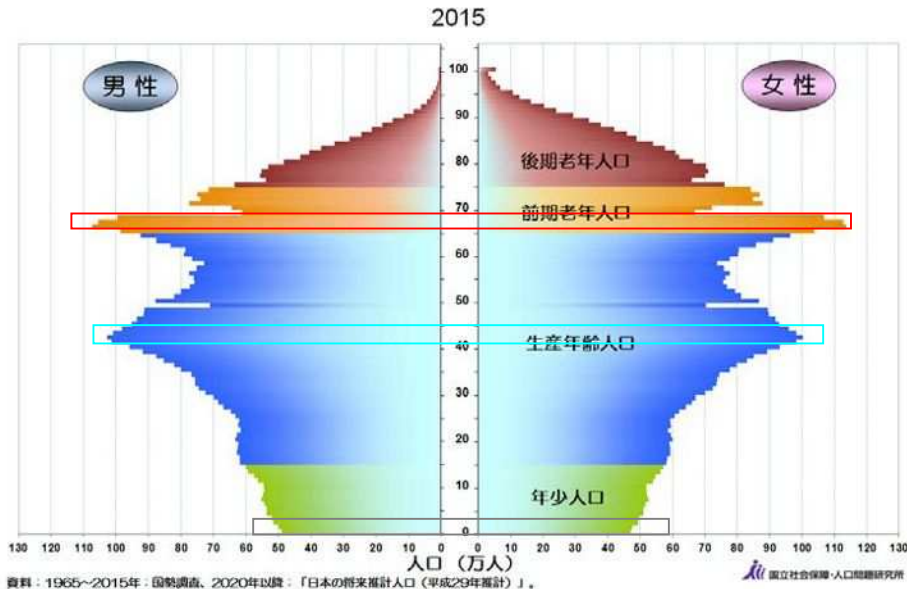 2015
男性
女性
100
90
80
後期老年人口
70
前期老年人口
60
50
40
生産年齢人口
30
20
10
年少人口
0
130 120 110 100 90 80 70 60 50 40 30 20 10 0 0 10 20 30 40 50 60 70 80 90 100 110 120 130
人口 (万人)
資料：1965～2015年：国勢調査、2020年以降：「日本の将来推計人口（平成29年推計）」。
国立社会保障・人口問題研究所